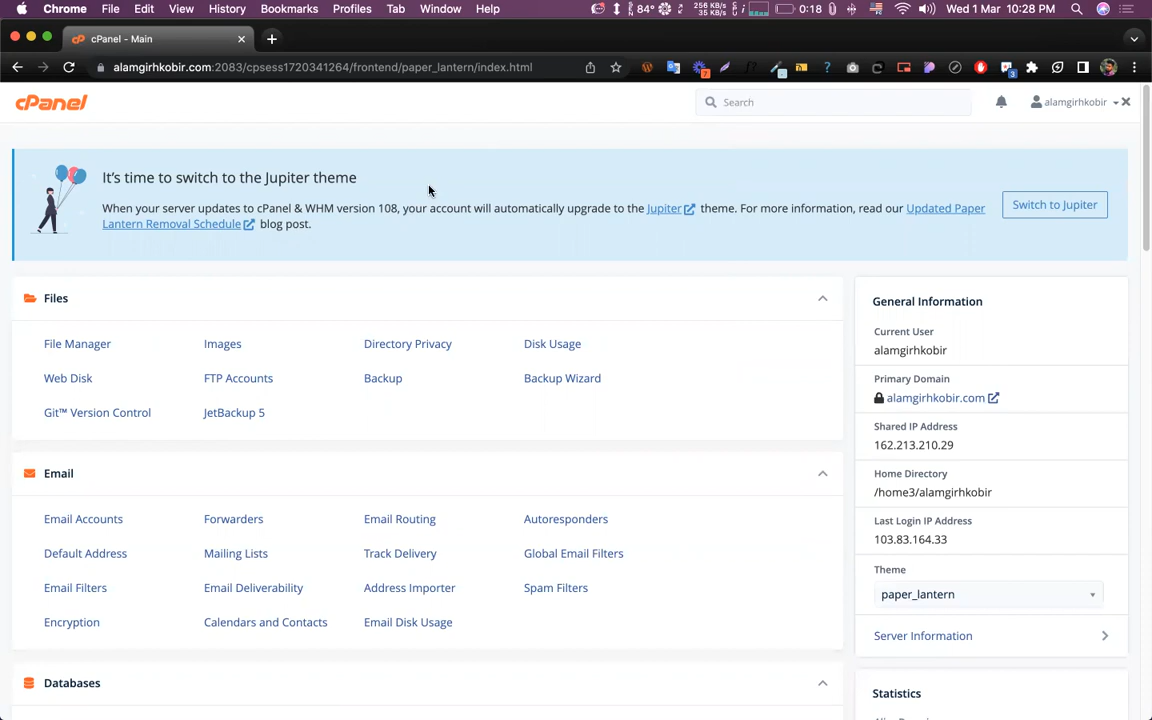 Chrome File Edit View History Bookmarks Profiles Tab Window Help 84° 256 KB/s 35 KB/s 0:18 Wed 1 Mar 10:28 PM
cPanel - Main
alamgirhkobir.com:2083/cpsess1720341264/frontend/paper_lantern/index.html
cPanel
Search
alamgirhkobir
It's time to switch to the Jupiter theme
When your server updates to cPanel & WHM version 108, your account will automatically upgrade to the Jupiter theme. For more information, read our Updated Paper
Lantern Removal Schedule blog post.
Switch to Jupiter
Files
File Manager Images Directory Privacy Disk Usage
Web Disk FTP Accounts Backup Backup Wizard
Git™ Version Control JetBackup 5
Email
Email Accounts Forwarders Email Routing Autoresponders
Default Address Mailing Lists Track Delivery Global Email Filters
Email Filters Email Deliverability Address Importer Spam Filters
Encryption Calendars and Contacts Email Disk Usage
Databases
General Information
Current User
alamgirhkobir
Primary Domain
alamgirhkobir.com
Shared IP Address
162.213.210.29
Home Directory
/home3/alamgirhkobir
Last Login IP Address
103.83.164.33
Theme
paper_lantern
Server Information
Statistics